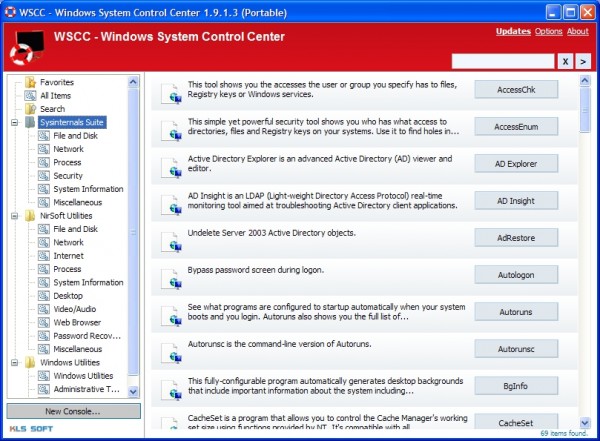 WSCC - Windows System Control Center 1.9.1.3 (Portable)
WSCC - Windows System Control Center
Updates Options About
X >
Favorites
All Items
Search
Sysinternals Suite
File and Disk
Network
Process
Security
System Information
Miscellaneous
NirSoft Utilities
File and Disk
Network
Internet
Process
System Information
Desktop
Video/Audio
Web Browser
Password Recov...
Miscellaneous
Windows Utilities
Windows Utilities
Administrative T...
New Console...
KLS SOFT
This tool shows you the accesses the user or group you specify has to files,
Registry keys or Windows services.
AccessChk
This simple yet powerful security tool shows you who has what access to
directories, files and Registry keys on your systems. Use it to find holes in...
AccessEnum
Active Directory Explorer is an advanced Active Directory (AD) viewer and
editor.
AD Explorer
AD Insight is an LDAP (Light-weight Directory Access Protocol) real-time
monitoring tool aimed at troubleshooting Active Directory client applications.
AD Insight
Undelete Server 2003 Active Directory objects.
AdRestore
Bypass password screen during logon.
Autologon
See what programs are configured to startup automatically when your system
boots and you login. Autoruns also shows you the full list of...
Autoruns
Autorunsc is the command-line version of Autoruns.
Autorunsc
This fully-configurable program automatically generates desktop backgrounds
that include important information about the system including...
BgInfo
CacheSet is a program that allows you to control the Cache Manager's working
set size using functions provided by NT. It's compatible with all
CacheSet
69 items found.